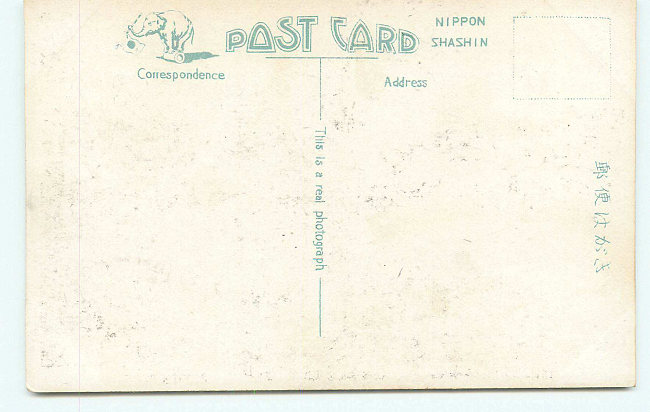 POST CARD
NIPPON
SHASHIN
Correspondence
Address
This is a real photograph
郵便はがき